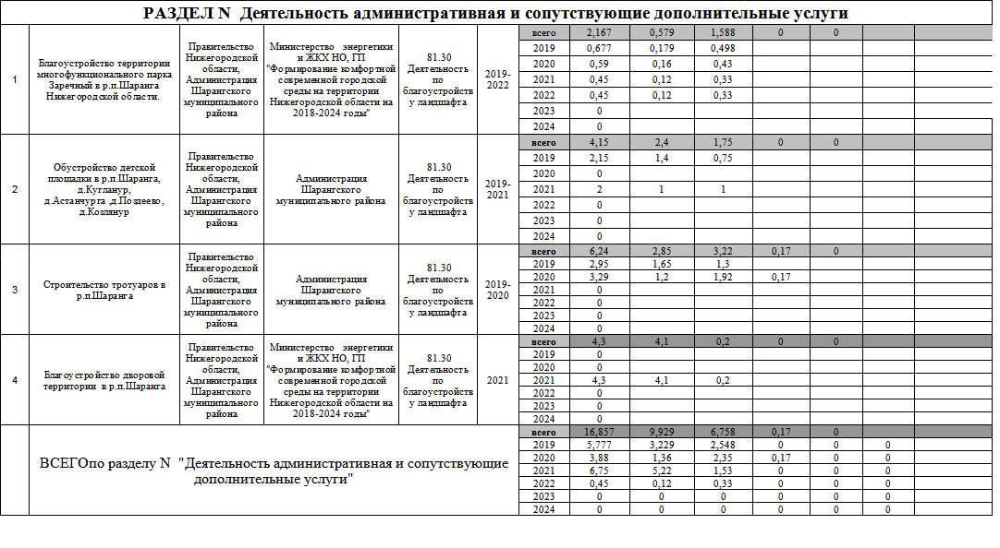 РАЗДЕЛ N Деятельность административная и сопутствующие дополнительные услуги
1
Благоустройство территории
многофункционального парка
Заречный в р.п.Шаранга
Нижегородской области.
Правительство
Нижегородской
области,
Администрация
Шарангского
муниципального
района
Министерство энергетики
и ЖКХ НО, ГП
"Формирование комфортной
современной городской
среды на территории
Нижегородской области на
2018-2024 годы"
81.30
Деятельность
по
благоустройств
у ландшафта
2019-
2022
всего 2,167 0,579 1,588 0 0
2019 0,677 0,179 0,498
2020 0,59 0,16 0,43
2021 0,45 0,12 0,33
2022 0,45 0,12 0,33
2023 0
2024 0
2
Обустройство детской
площадки в р.п.Шаранга,
д.Кугланур,
д.Астанчурга ,д.Поздеево,
д.Козлянур
Правительство
Нижегородской
области,
Администрация
Шарангского
муниципального
района
Администрация
Шарангского
муниципального района
81.30
Деятельность
по
благоустройств
у ландшафта
2019-
2021
всего 4,15 2,4 1,75 0 0
2019 2,15 1,4 0,75
2020 0
2021 2 1 1
2022 0
2023 0
2024 0
3
Строительство тротуаров в
р.п.Шаранга
Правительство
Нижегородской
области,
Администрация
Шарангского
муниципального
района
Администрация
Шарангского
муниципального района
81.30
Деятельность
по
благоустройств
у ландшафта
2019-
2020
всего 6,24 2,85 3,22 0,17 0
2019 2,95 1,65 1,3
2020 3,29 1,2 1,92 0,17
2021 0
2022 0
2023 0
2024 0
4
Благоустройство дворовой
территории в р.п.Шаранга
Правительство
Нижегородской
области,
Администрация
Шарангского
муниципального
района
Министерство энергетики
и ЖКХ НО, ГП
"Формирование комфортной
современной городской
среды на территории
Нижегородской области на
2018-2024 годы"
81.30
Деятельность
по
благоустройств
у ландшафта
2021
всего 4,3 4,1 0,2 0 0
2019 0
2020 0
2021 4,3 4,1 0,2
2022 0
2023 0
2024 0
ВСЕГОпо разделу N "Деятельность административная и сопутствующие
дополнительные услуги"
всего 16,857 9,929 6,758 0,17 0
2019 5,777 3,229 2,548 0 0 0
2020 3,88 1,36 2,35 0,17 0 0
2021 6,75 5,22 1,53 0 0 0
2022 0,45 0,12 0,33 0 0 0
2023 0 0 0 0 0 0
2024 0 0 0 0 0 0